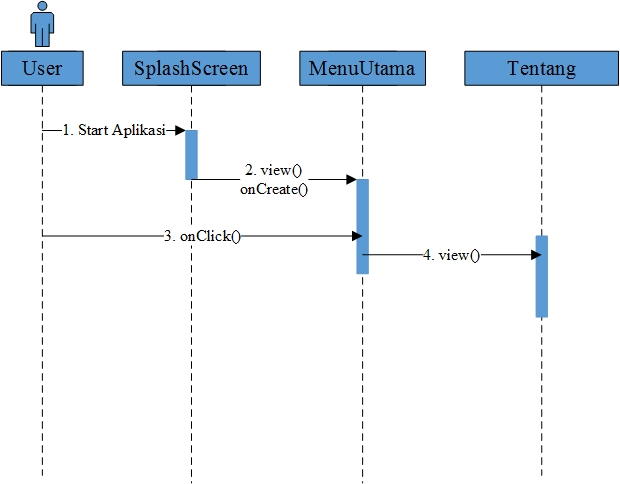 User
SplashScreen
MenuUtama
Tentang
1. Start Aplikasi
2. view()
onCreate()
3. onClick()
4. view()